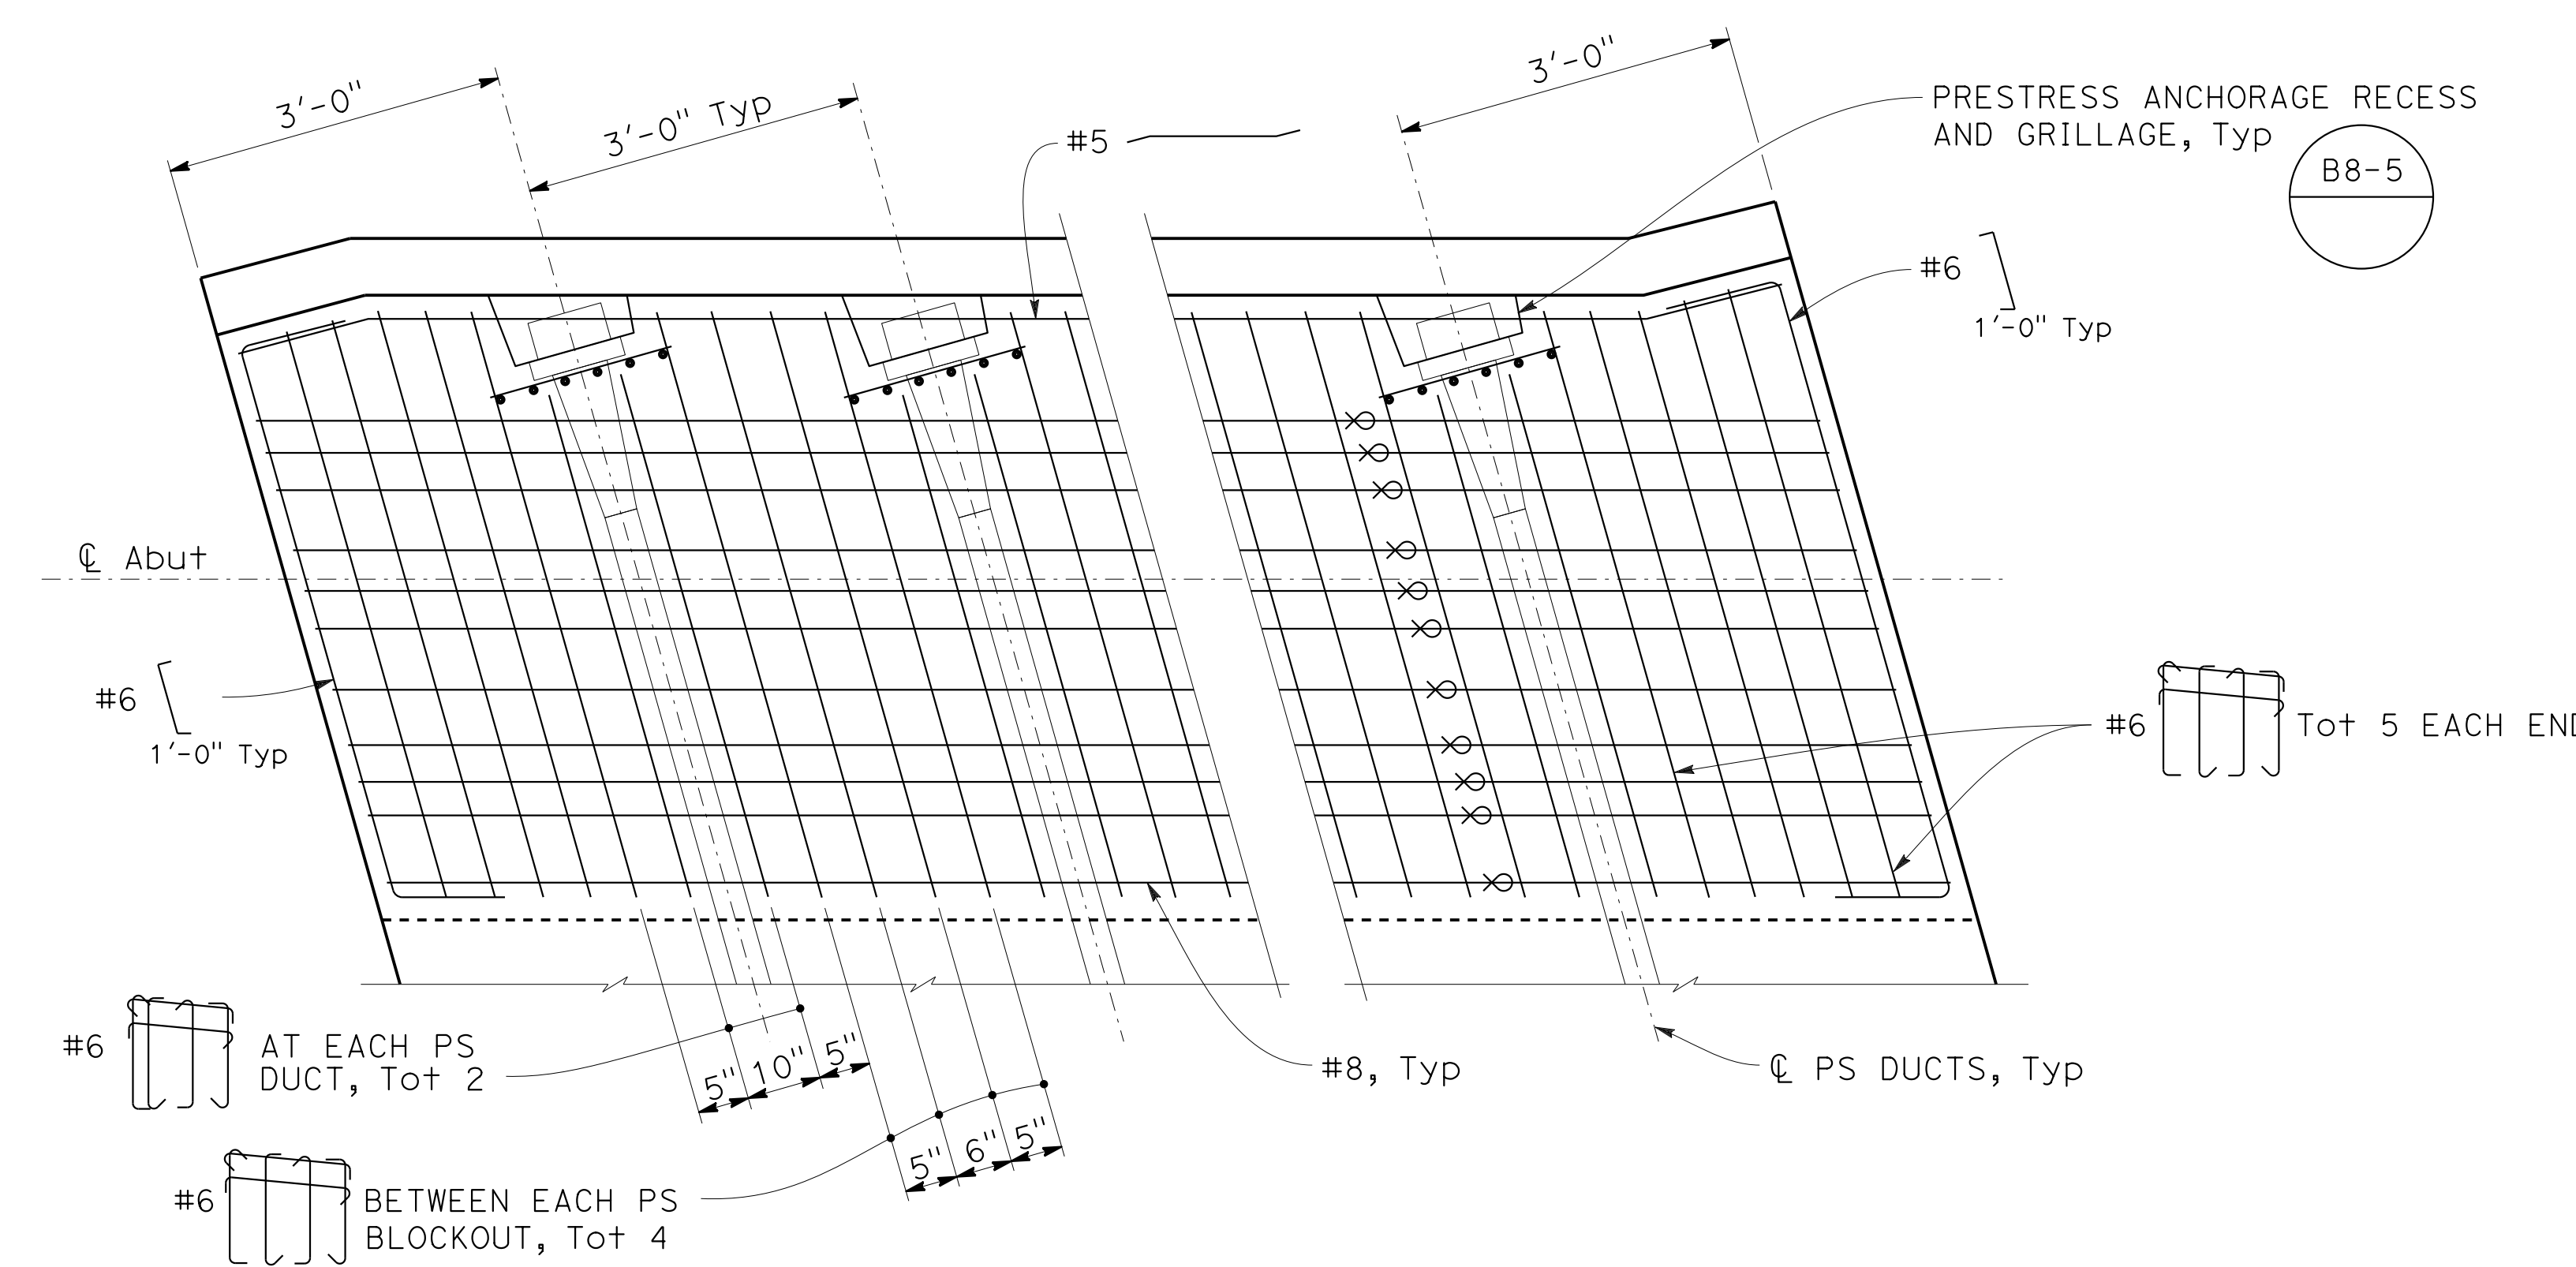 3'-0"
3'-0" Typ
3'-0"
#5
PRESTRESS ANCHORAGE RECESS
AND GRILLAGE, Typ
B8-5
#6
1'-0" Typ
℄ Abut
#6
1'-0" Typ
#6
Tot 5 EACH END
#6
AT EACH PS
DUCT, Tot 2
5" 10" 5"
#8, Typ
℄ PS DUCTS, Typ
5" 6" 5"
#6
BETWEEN EACH PS
BLOCKOUT, Tot 4